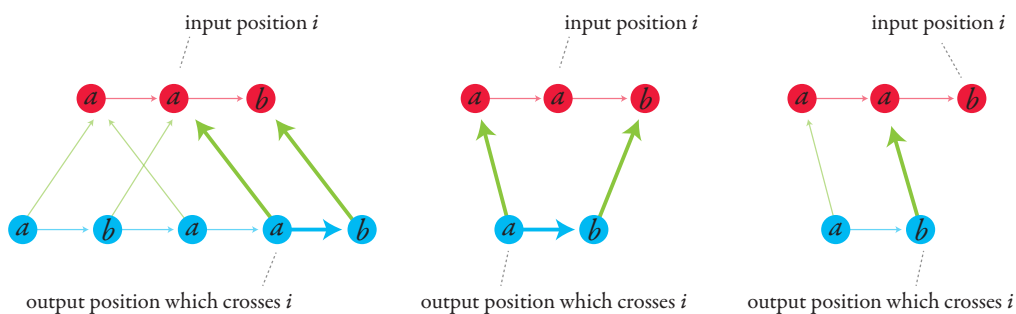 input position i
input position i
input position i
a a b
a a b
a a b
a b a a b
a b
a b
output position which crosses i
output position which crosses i
output position which crosses i